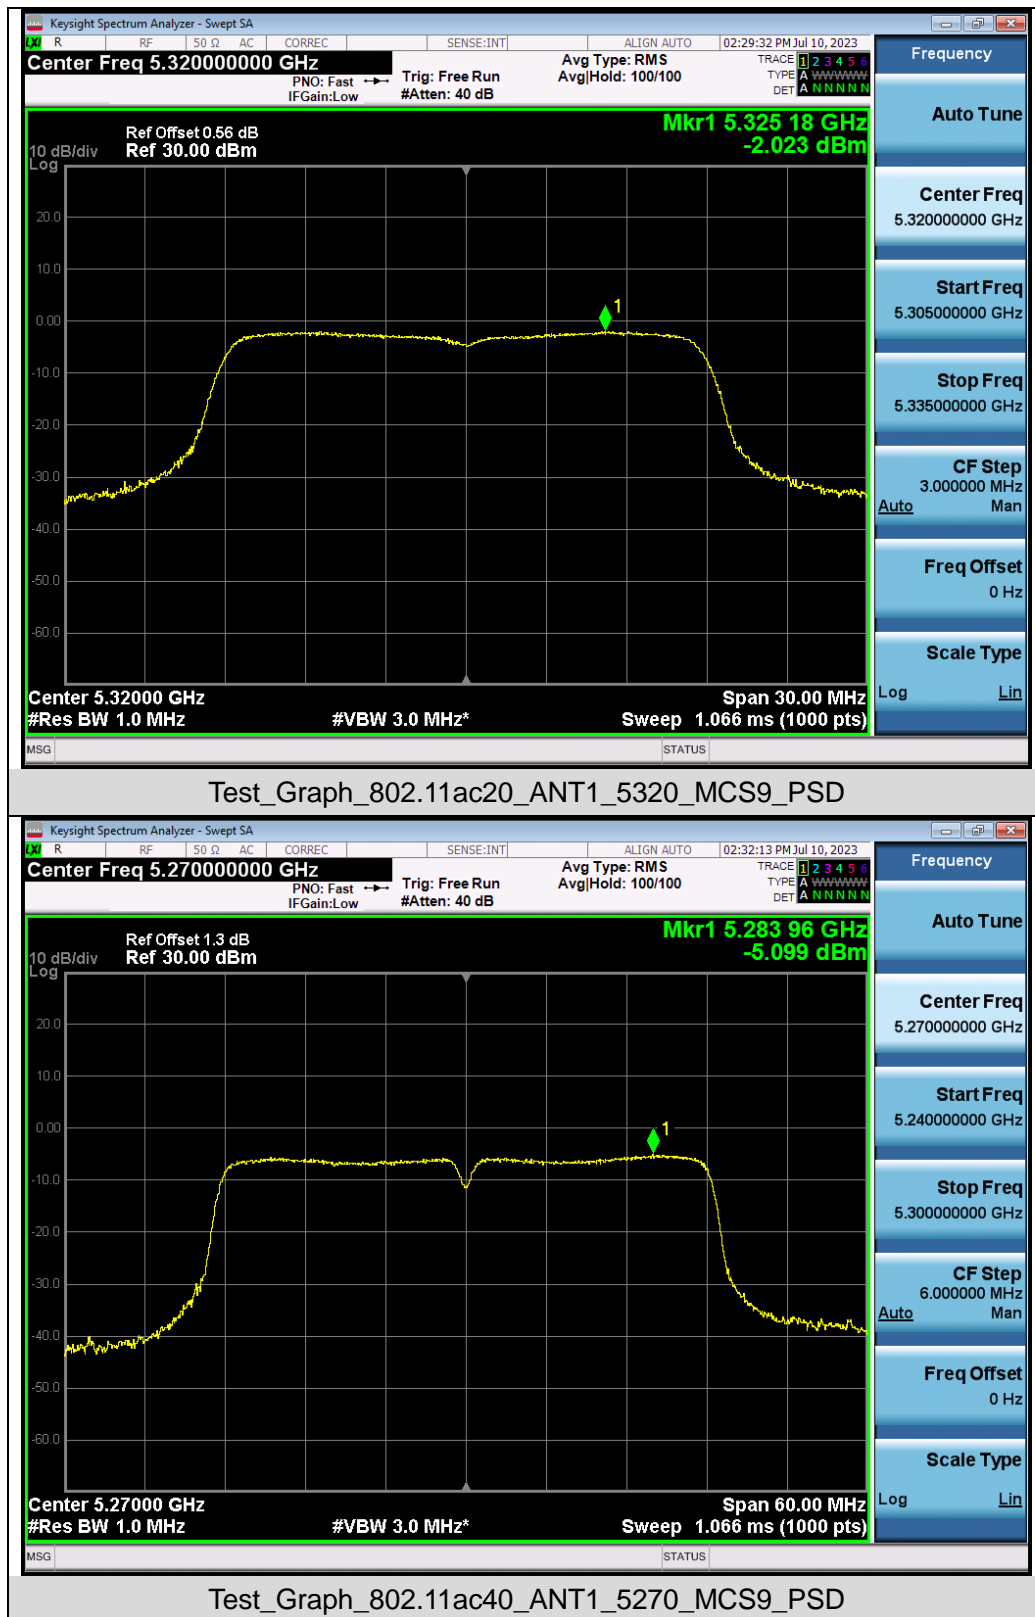 Keysight Spectrum Analyzer - Swept SA
LXI R RF 50 Ω AC CORREC SENSE:INT ALIGN AUTO 02:29:32 PM Jul 10, 2023
Center Freq 5.320000000 GHz
PNO: Fast
IFGain:Low
Trig: Free Run
#Atten: 40 dB
Avg Type: RMS
Avg|Hold: 100/100
TRACE 1 2 3 4 5 6
TYPE A WWWWW
DET A N N N N N
Frequency
Auto Tune
Center Freq
5.320000000 GHz
Start Freq
5.305000000 GHz
Stop Freq
5.335000000 GHz
CF Step
3.000000 MHz
Auto Man
Freq Offset
0 Hz
Scale Type
Log Lin
Mkr1 5.325 18 GHz
-2.023 dBm
Ref Offset 0.56 dB
10 dB/div Ref 30.00 dBm
Log
20.0
10.0
0.00
-10.0
-20.0
-30.0
-40.0
-50.0
-60.0
1
Center 5.32000 GHz Span 30.00 MHz
#Res BW 1.0 MHz #VBW 3.0 MHz* Sweep 1.066 ms (1000 pts)
MSG STATUS
Test_Graph_802.11ac20_ANT1_5320_MCS9_PSD
Keysight Spectrum Analyzer - Swept SA
LXI R RF 50 Ω AC CORREC SENSE:INT ALIGN AUTO 02:32:13 PM Jul 10, 2023
Center Freq 5.270000000 GHz
PNO: Fast
IFGain:Low
Trig: Free Run
#Atten: 40 dB
Avg Type: RMS
Avg|Hold: 100/100
TRACE 1 2 3 4 5 6
TYPE A WWWWW
DET A N N N N N
Frequency
Auto Tune
Center Freq
5.270000000 GHz
Start Freq
5.240000000 GHz
Stop Freq
5.300000000 GHz
CF Step
6.000000 MHz
Auto Man
Freq Offset
0 Hz
Scale Type
Log Lin
Mkr1 5.283 96 GHz
-5.099 dBm
Ref Offset 1.3 dB
10 dB/div Ref 30.00 dBm
Log
20.0
10.0
0.00
-10.0
-20.0
-30.0
-40.0
-50.0
-60.0
1
Center 5.27000 GHz Span 60.00 MHz
#Res BW 1.0 MHz #VBW 3.0 MHz* Sweep 1.066 ms (1000 pts)
MSG STATUS
Test_Graph_802.11ac40_ANT1_5270_MCS9_PSD